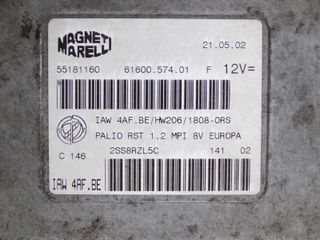 MAGNETI MARELLI 21.05.02
55181160 61600.574.01 F 12V=
IAW 4AF.BE/HW206/1808-0RS
PALIO RST 1.2 MPI 8V EUROPA
C 146 2SS8RZL5C 141 02
IAW 4AF.BE